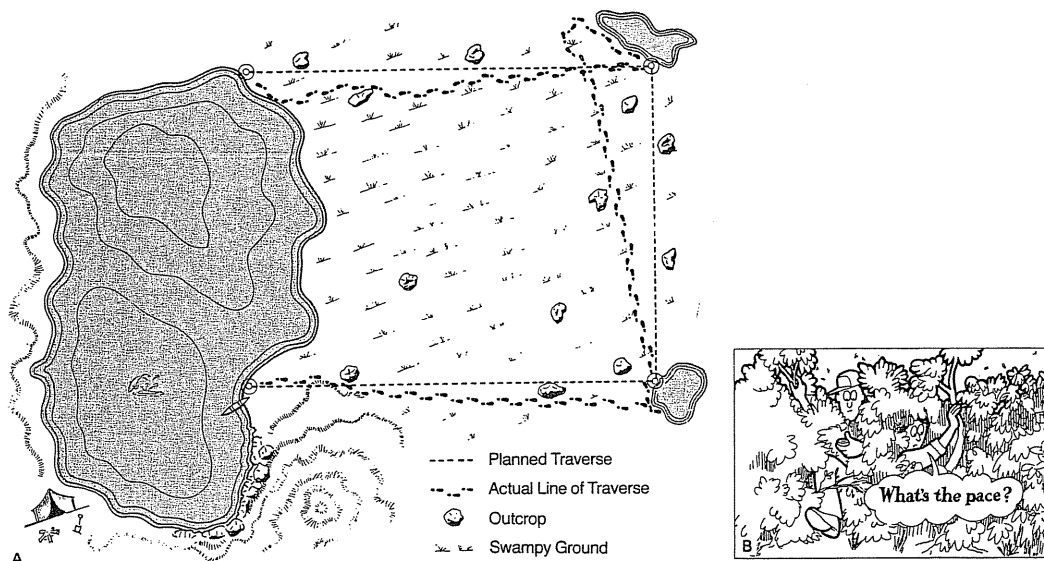 Planned Traverse
Actual Line of Traverse
Outcrop
Swampy Ground
A
What's the pace?
B